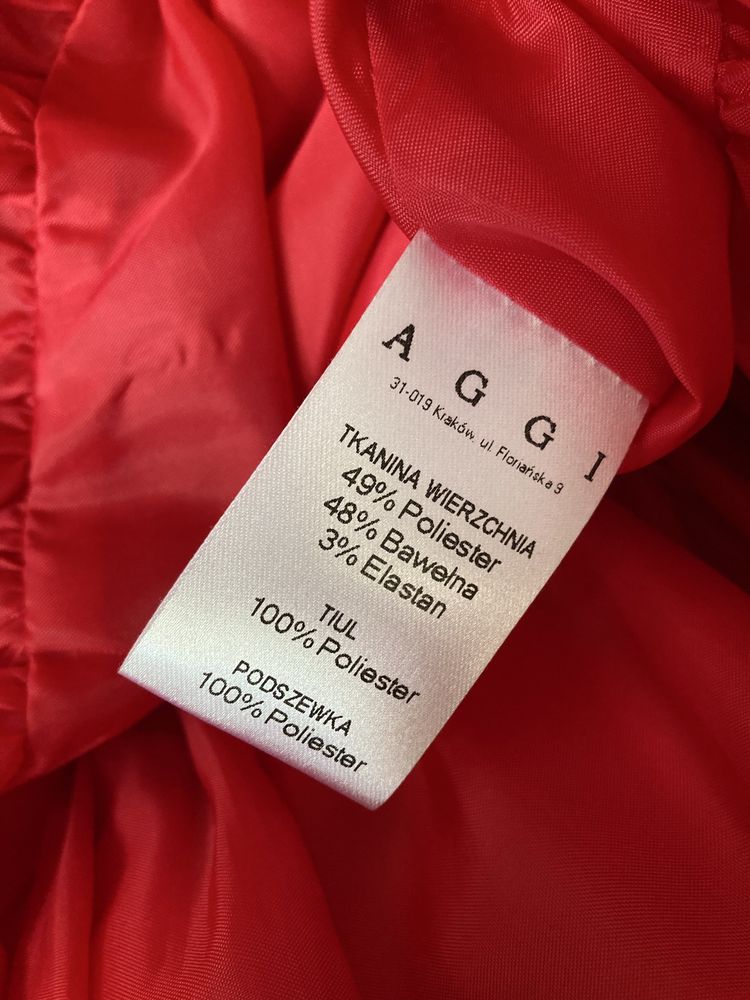 AGGI
31-019 Kraków, ul. Floriańska 9
TKANINA WIERZCHNIA
49% Poliester
48% Bawełna
3% Elastan
TIUL
100% Poliester
PODSZEWKA
100% Poliester